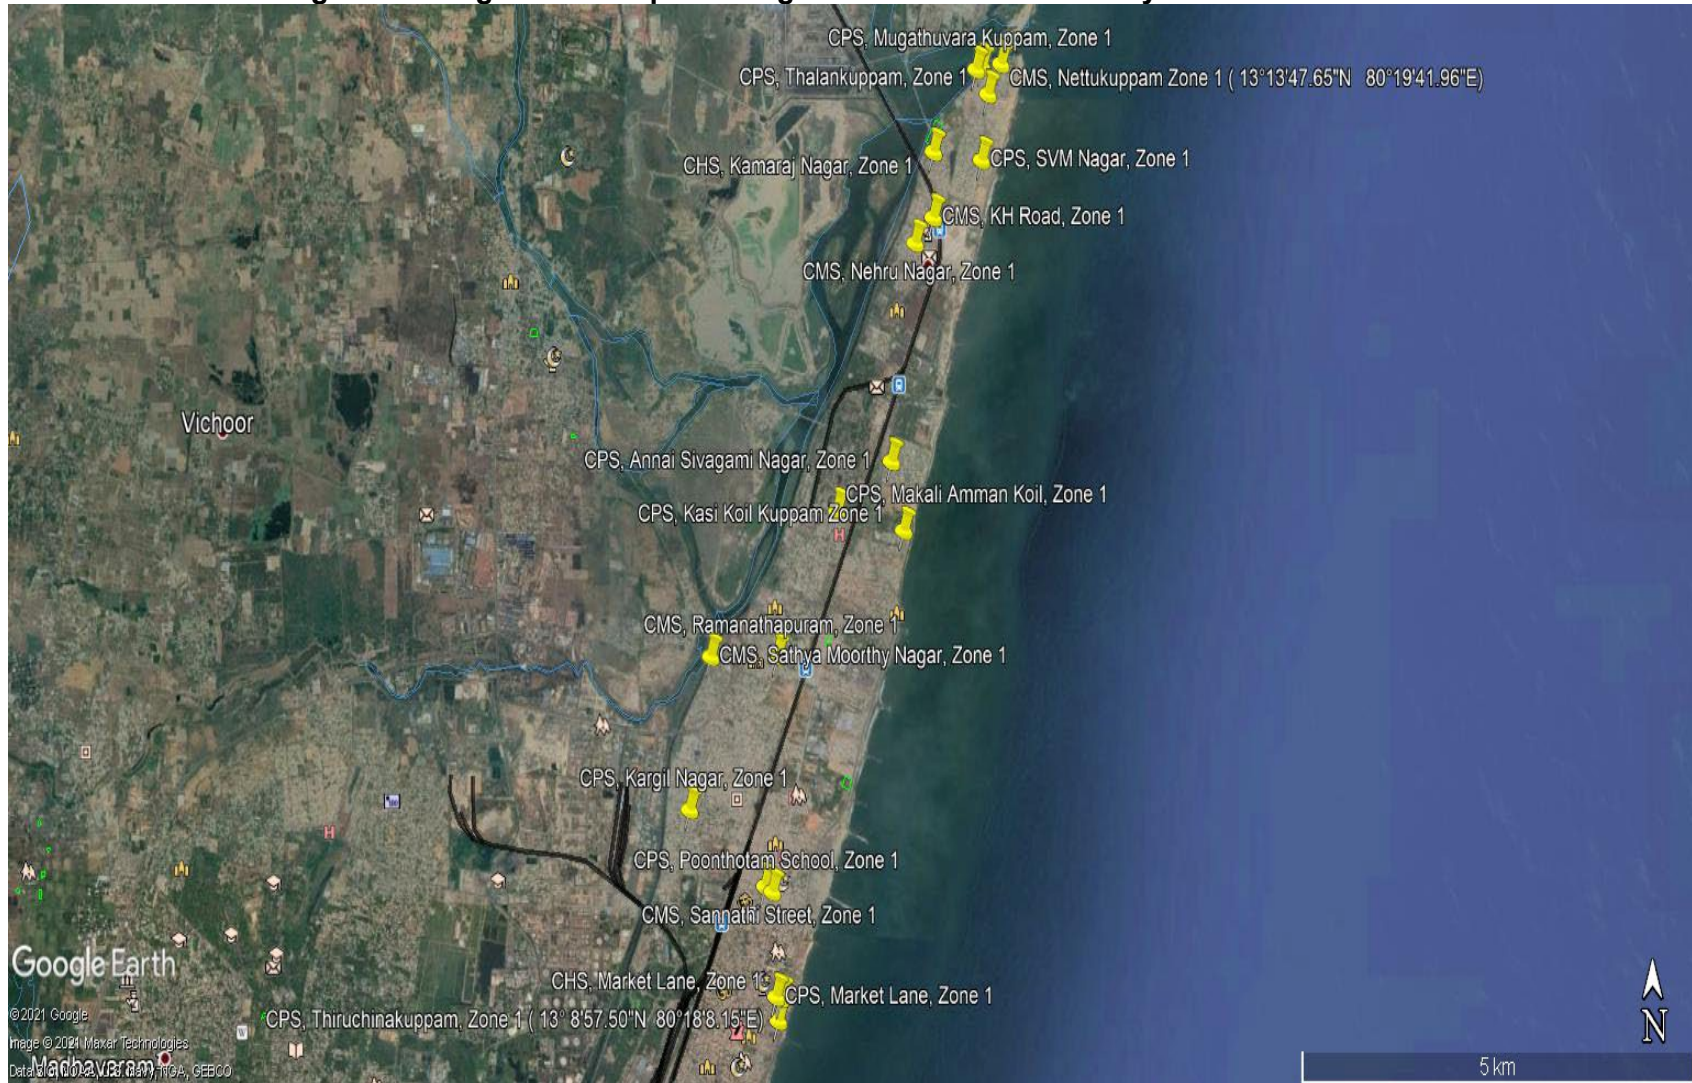 CPS, Mugathuvara Kuppam, Zone 1
CPS, Thalankuppam, Zone 1
CMS, Nettukuppam Zone 1 ( 13°13'47.65"N 80°19'41.96"E)
CPS, SVM Nagar, Zone 1
CHS, Kamaraj Nagar, Zone 1
CMS, KH Road, Zone 1
CMS, Nehru Nagar, Zone 1
Vichoor
CPS, Annai Sivagami Nagar, Zone 1
CPS, Makali Amman Koil, Zone 1
CPS, Kasi Koil Kuppam Zone 1
H
CMS, Ramanathapuram, Zone 1
CMS, Sathya Moorthy Nagar, Zone 1
CPS, Kargil Nagar, Zone 1
H
CPS, Poonthotam School, Zone 1
CMS, Sannathi Street, Zone 1
Google Earth
CHS, Market Lane, Zone 1
CPS, Market Lane, Zone 1
©2021 Google
CPS, Thiruchinakuppam, Zone 1 ( 13° 8'57.50"N 80°18'8.15"E)
W
N
Image © 2021 Maxar Technologies
Madhavaram
5 km